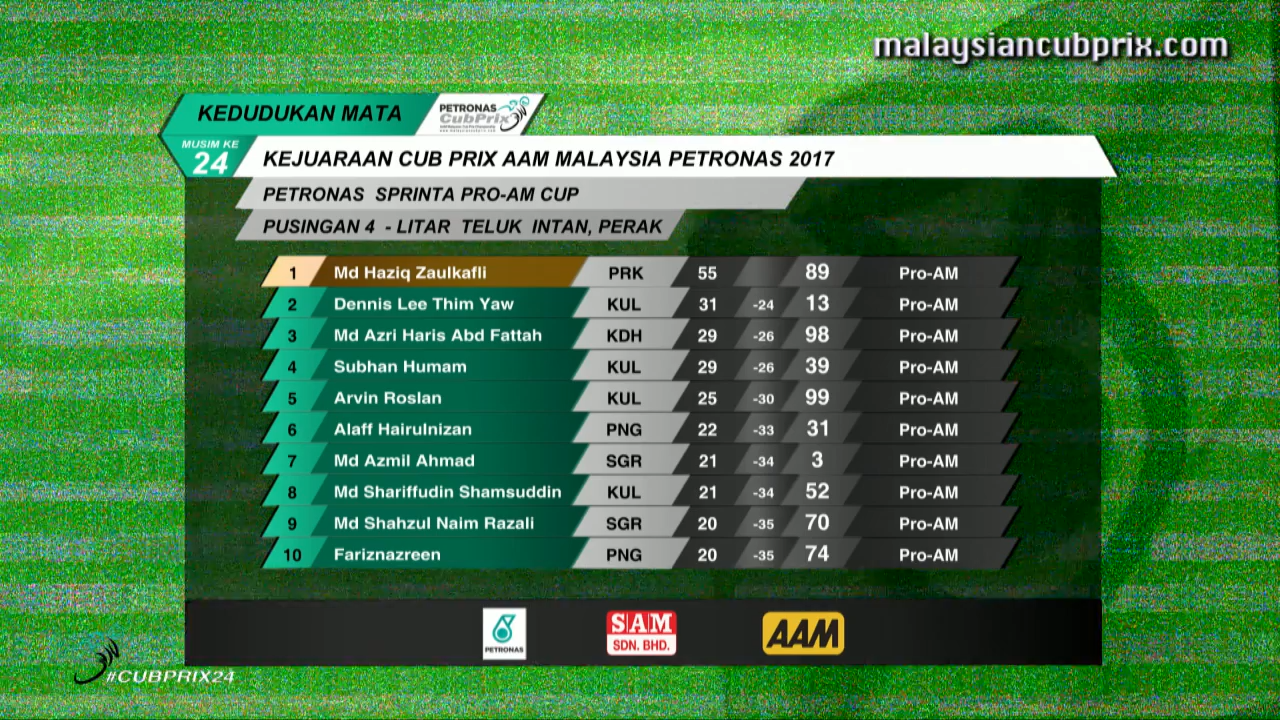 malaysiancubprix.com
KEDUDUKAN MATA
PETRONAS
CubPrix
MUSIM KE
24
KEJUARAAN CUB PRIX AAM MALAYSIA PETRONAS 2017
PETRONAS SPRINTA PRO-AM CUP
PUSINGAN 4 - LITAR TELUK INTAN, PERAK
1 Md Haziq Zaulkafli PRK 55 89 Pro-AM
2 Dennis Lee Thim Yaw KUL 31 -24 13 Pro-AM
3 Md Azri Haris Abd Fattah KDH 29 -26 98 Pro-AM
4 Subhan Humam KUL 29 -26 39 Pro-AM
5 Arvin Roslan KUL 25 -30 99 Pro-AM
6 Alaff Hairulnizan PNG 22 -33 31 Pro-AM
7 Md Azmil Ahmad SGR 21 -34 3 Pro-AM
8 Md Shariffudin Shamsuddin KUL 21 -34 52 Pro-AM
9 Md Shahzul Naim Razali SGR 20 -35 70 Pro-AM
10 Fariznazreen PNG 20 -35 74 Pro-AM
PETRONAS
SAM
SDN. BHD.
AAM
#CUBPRIX24